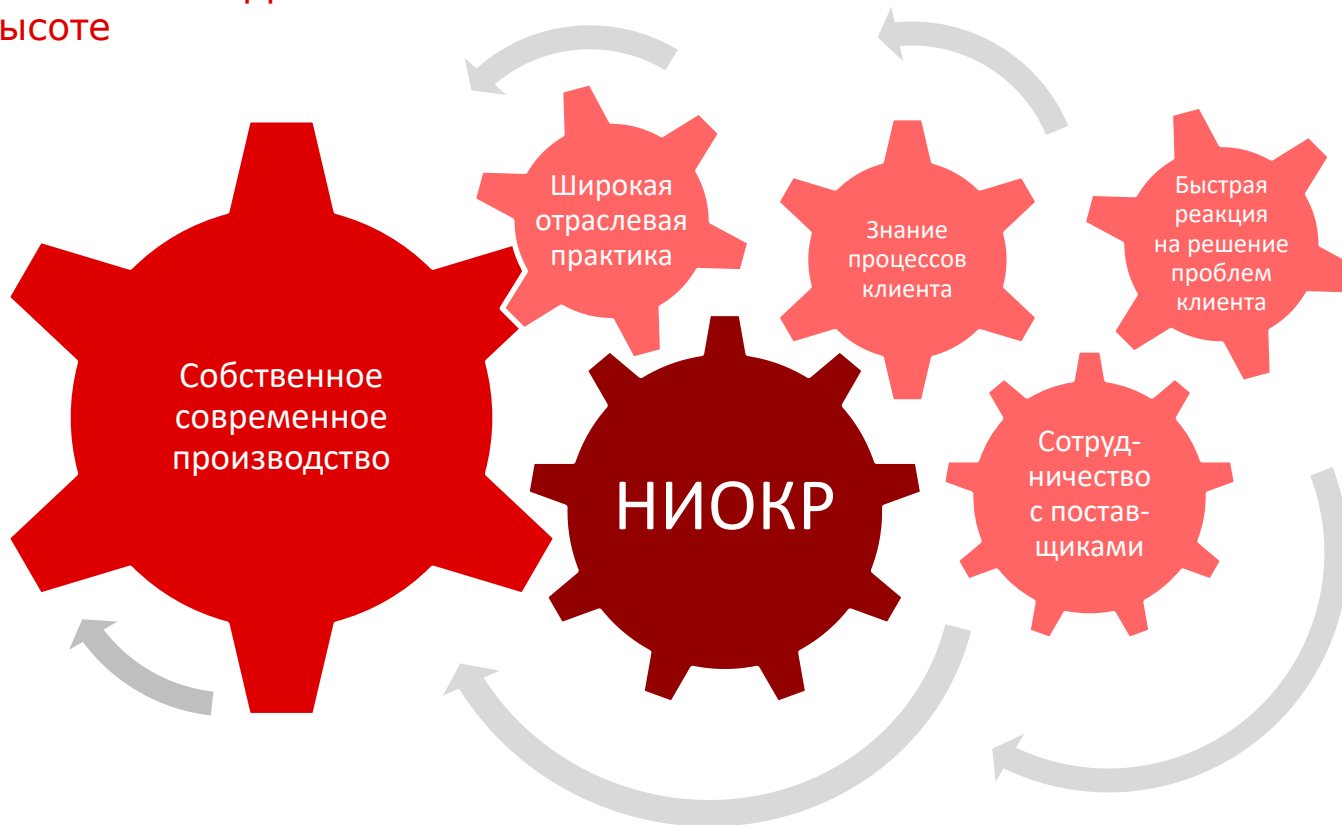 ысоте
Широкая
отраслевая
практика
Знание
процессов
клиента
Быстрая
реакция
на решение
проблем
клиента
Собственное
современное
производство
НИОКР
Сотруд-
ничество
с постав-
щиками